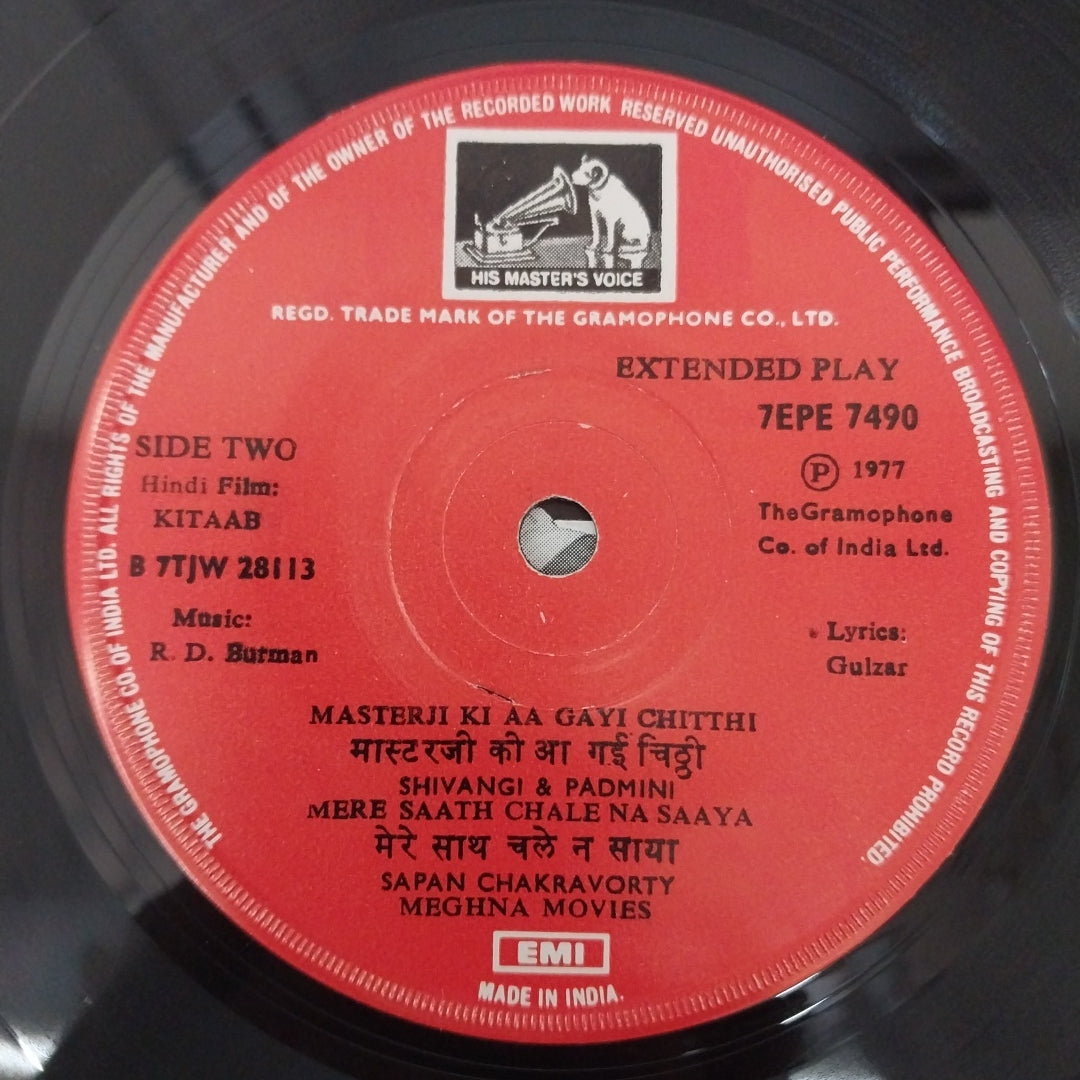 THE GRAMOPHONE CO. OF INDIA LTD. ALL RIGHTS OF THE MANUFACTURER AND OF THE OWNER OF THE RECORDED WORK RESERVED UNAUTHORISED PUBLIC PERFORMANCE BROADCASTING AND COPYING OF THIS RECORD PROHIBITED.
HIS MASTER'S VOICE
REGD. TRADE MARK OF THE GRAMOPHONE CO., LTD.
EXTENDED PLAY
7EPE 7490
Ⓟ 1977
TheGramophone
Co. of India Ltd.
SIDE TWO
Hindi Film:
KITAAB
B 7TJW 28113
Music:
R. D. Burman
Lyrics:
Gulzar
MASTERJI KI AA GAYI CHITTHI
मास्टरजी की आ गई चिठ्ठी
SHIVANGI & PADMINI
MERE SAATH CHALE NA SAAYA
मेरे साथ चले न साया
SAPAN CHAKRAVORTY
MEGHNA MOVIES
EMI
MADE IN INDIA.